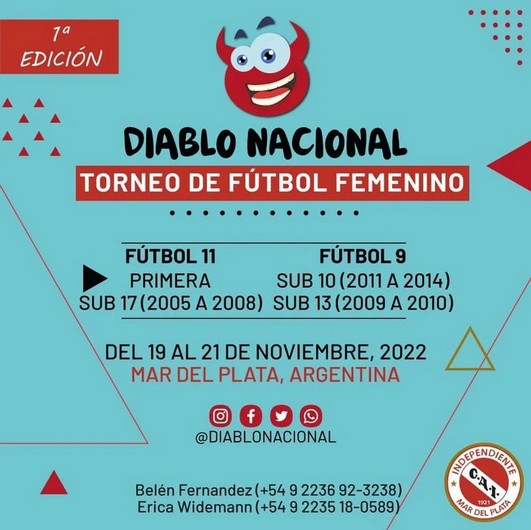 1ª
EDICIÓN
DIABLO NACIONAL
TORNEO DE FÚTBOL FEMENINO
FÚTBOL 11
PRIMERA
SUB 17 (2005 A 2008)
FÚTBOL 9
SUB 10 (2011 A 2014)
SUB 13 (2009 A 2010)
DEL 19 AL 21 DE NOVIEMBRE, 2022
MAR DEL PLATA, ARGENTINA
@DIABLONACIONAL
Belén Fernandez (+54 9 2236 92-3238)
Erica Widemann (+54 9 2235 18-0589)
INDEPENDIENTE
C.A.I.
1921
MAR DEL PLATA